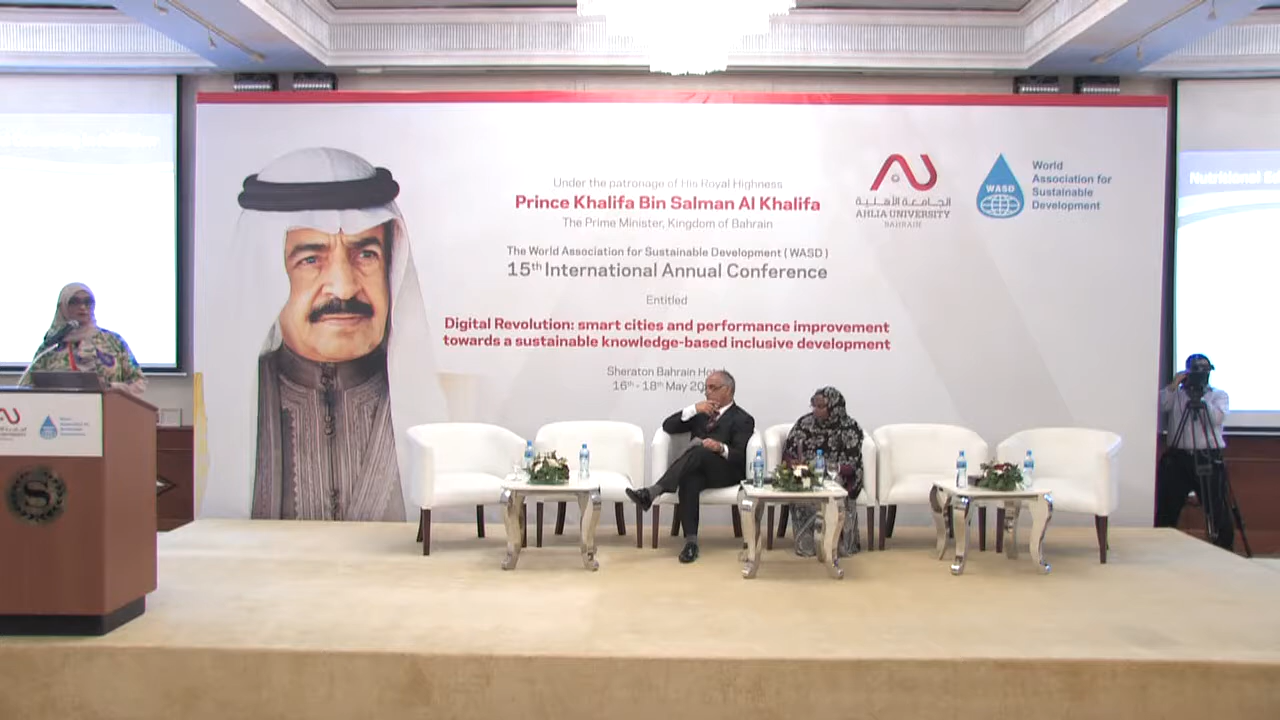 Under the patronage of His Royal Highness
Prince Khalifa Bin Salman Al Khalifa
The Prime Minister, Kingdom of Bahrain
The World Association for Sustainable Development ( WASD )
15th International Annual Conference
Entitled
Digital Revolution: smart cities and performance improvement
towards a sustainable knowledge-based inclusive development
Sheraton Bahrain
16th - 18th May
الجامعة الأهلية
AHLIA UNIVERSITY
BAHRAIN
WASD
World
Association for
Sustainable
Development
Nutritional
S